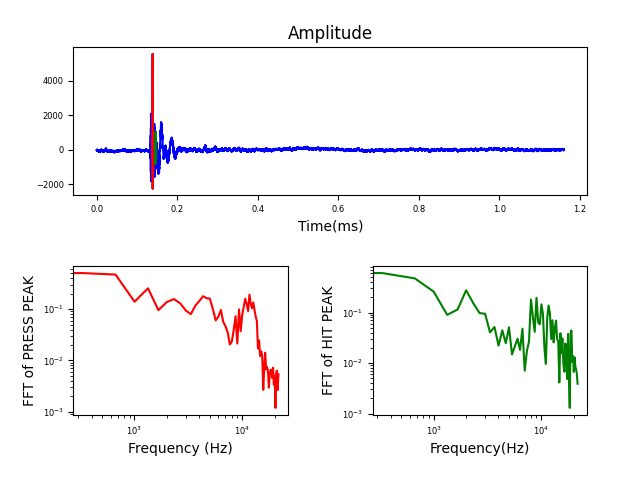 Amplitude
4000
2000
0
−2000
0.0 0.2 0.4 0.6 0.8 1.0 1.2
Time(ms)
FFT of PRESS PEAK
10⁻¹
10⁻²
10⁻³
10³ 10⁴
Frequency (Hz)
FFT of HIT PEAK
10⁻¹
10⁻²
10⁻³
10³ 10⁴
Frequency(Hz)